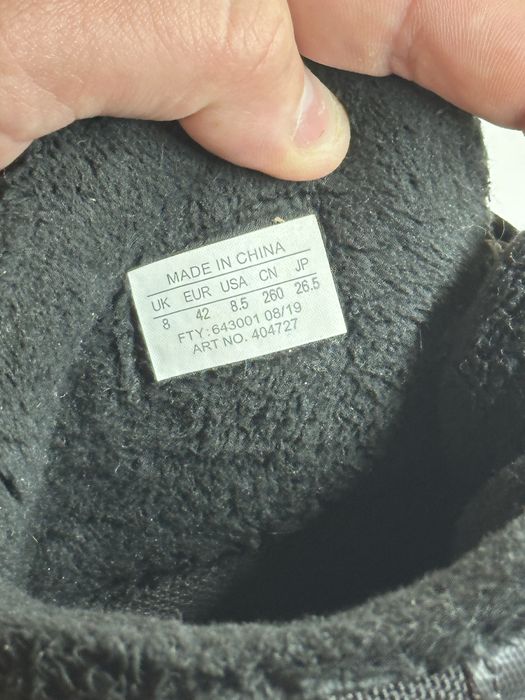 MADE IN CHINA
UK EUR USA CN JP
8 42 8.5 260 26.5
FTY: 643001 08/19
ART NO. 404727